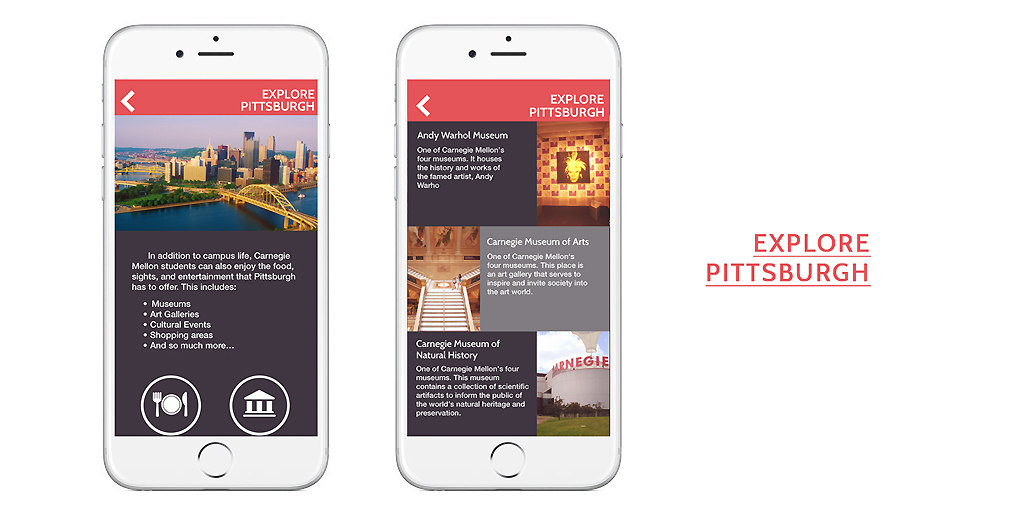 EXPLORE
PITTSBURGH
In addition to campus life, Carnegie
Mellon students can also enjoy the food,
sights, and entertainment that Pittsburgh
has to offer. This includes:
• Museums
• Art Galleries
• Cultural Events
• Shopping areas
• And so much more...
EXPLORE
PITTSBURGH
Andy Warhol Museum
One of Carnegie Mellon's
four museums. It houses
the history and works of
the famed artist, Andy
Warho
Carnegie Museum of Arts
One of Carnegie Mellon's
four museums. This place is
an art gallery that serves to
inspire and invite society into
the art world.
Carnegie Museum of
Natural History
One of Carnegie Mellon's four
museums. This museum
contains a collection of scientific
artifacts to inform the public of
the world's natural heritage and
preservation.
ARNEGIE
EXPLORE
PITTSBURGH